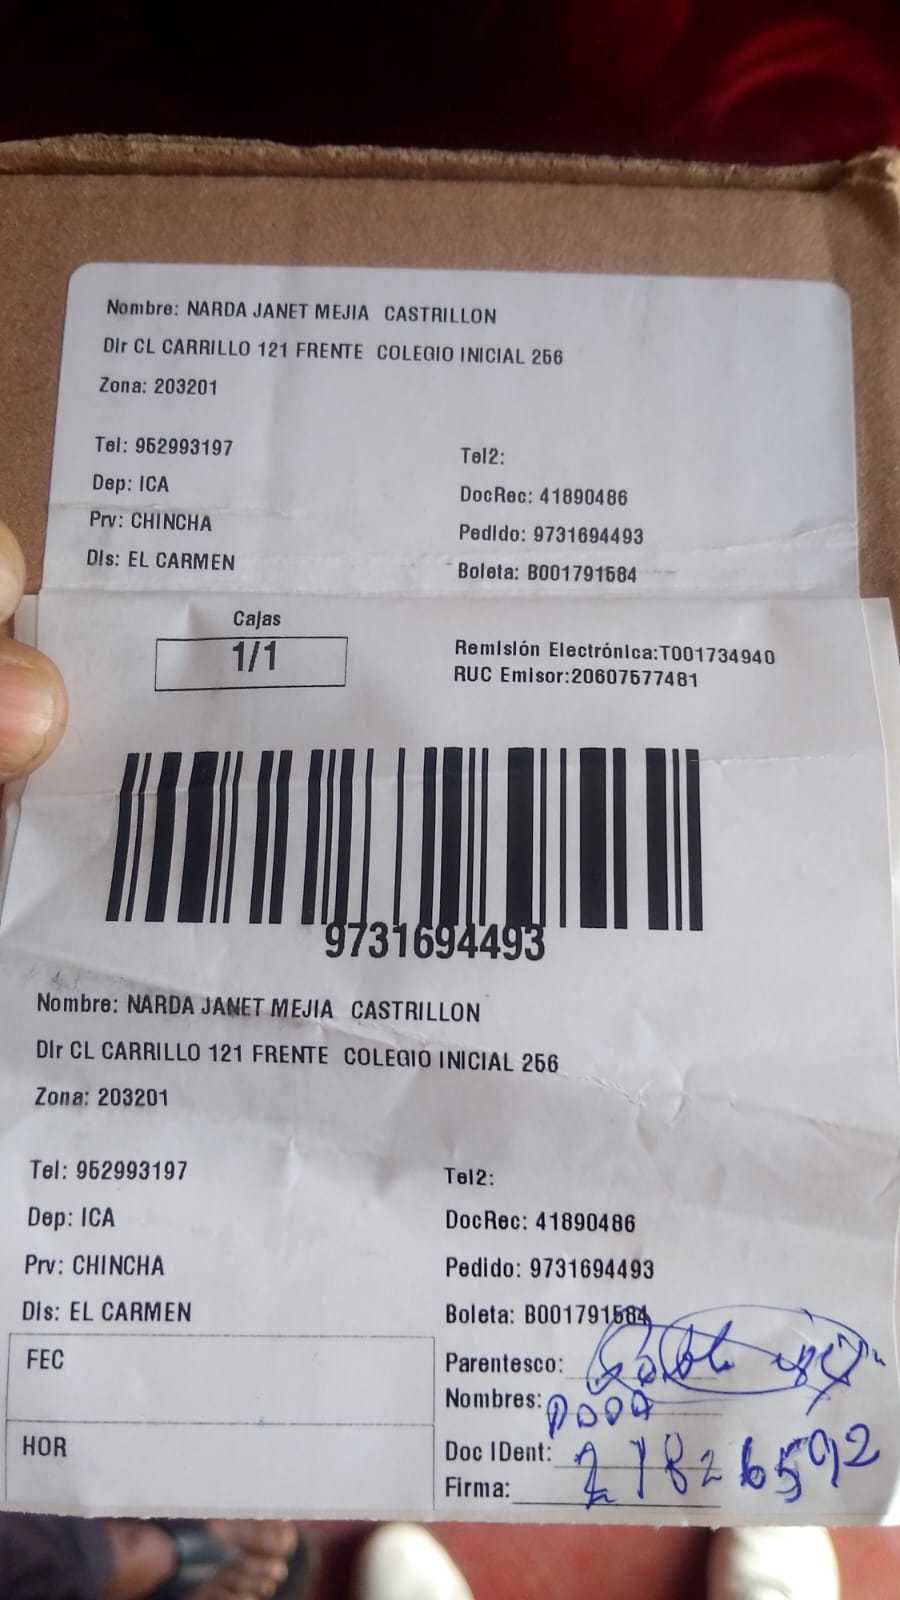 Nombre: NARDA JANET MEJIA CASTRILLON
Dir CL CARRILLO 121 FRENTE COLEGIO INICIAL 256
Zona: 203201
Tel: 952993197
Tel2:
Dep: ICA
DocRec: 41890486
Prv: CHINCHA
Pedido: 9731694493
Dis: EL CARMEN
Boleta: B001791584
Cajas
1/1
Remisión Electrónica:T001734940
RUC Emisor:20607577481
9731694493
Nombre: NARDA JANET MEJIA CASTRILLON
Dir CL CARRILLO 121 FRENTE COLEGIO INICIAL 256
Zona: 203201
Tel: 952993197
Tel2:
Dep: ICA
DocRec: 41890486
Prv: CHINCHA
Pedido: 9731694493
Dis: EL CARMEN
Boleta: B001791584
FEC
Parentesco:
Nombres:
HOR
Doc IDent:
Firma: